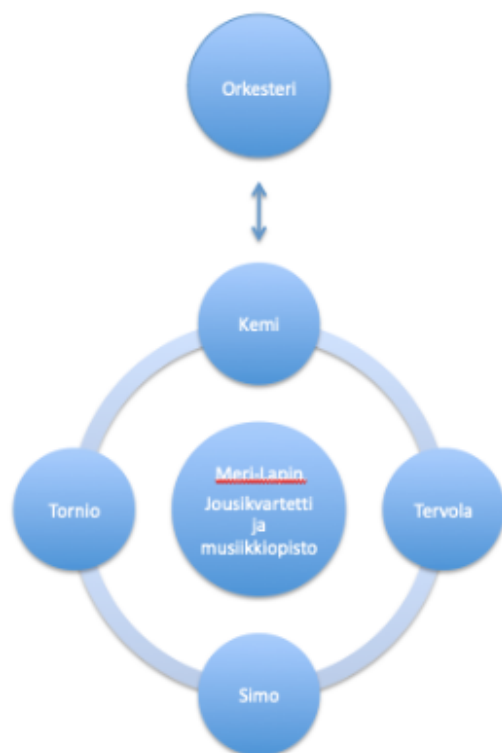 Orkesteri
Kemi
Meri-Lapin
Jousikvartetti
ja
musiikkiopisto
Tornio
Tervola
Simo